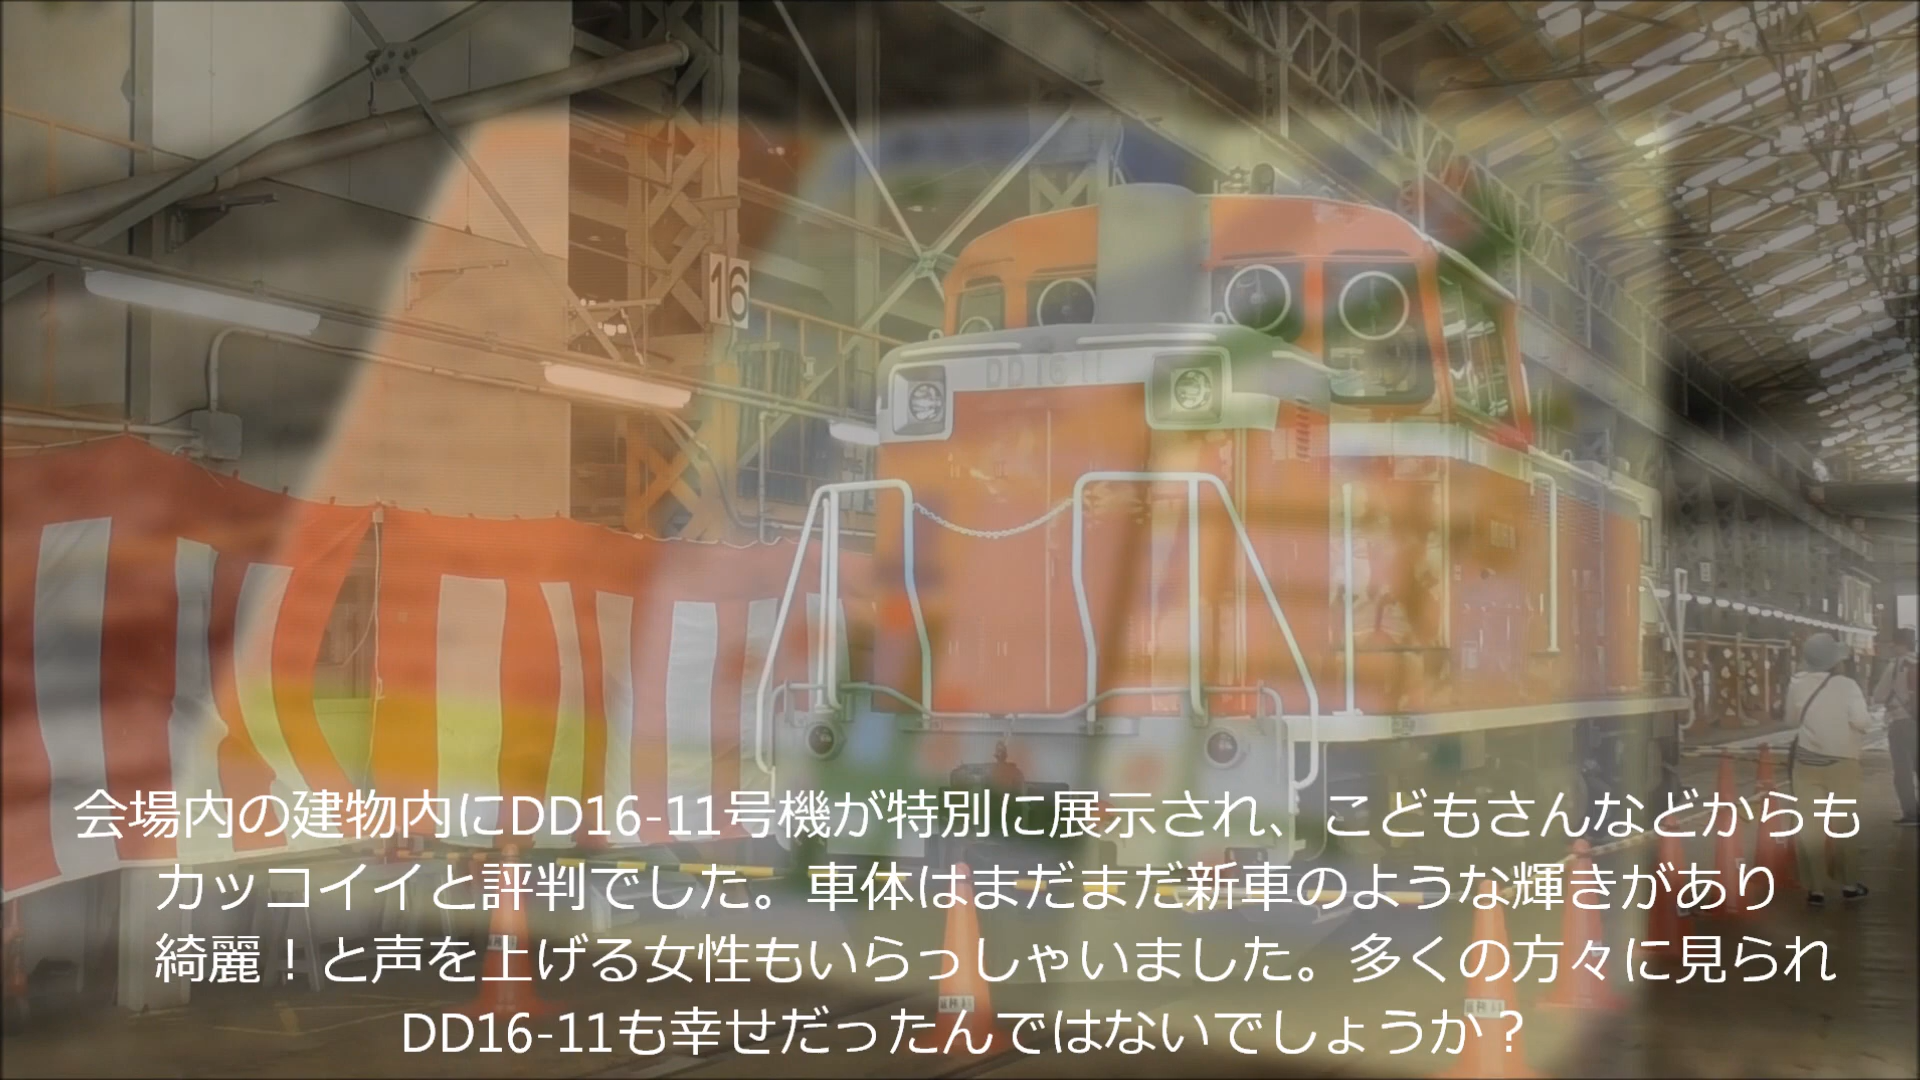 16
DD16 11
会場内の建物内にDD16-11号機が特別に展示され、こどもさんなどからも
カッコイイと評判でした。車体はまだまだ新車のような輝きがあり
綺麗！と声を上げる女性もいらっしゃいました。多くの方々に見られ
DD16-11も幸せだったんではないでしょうか？